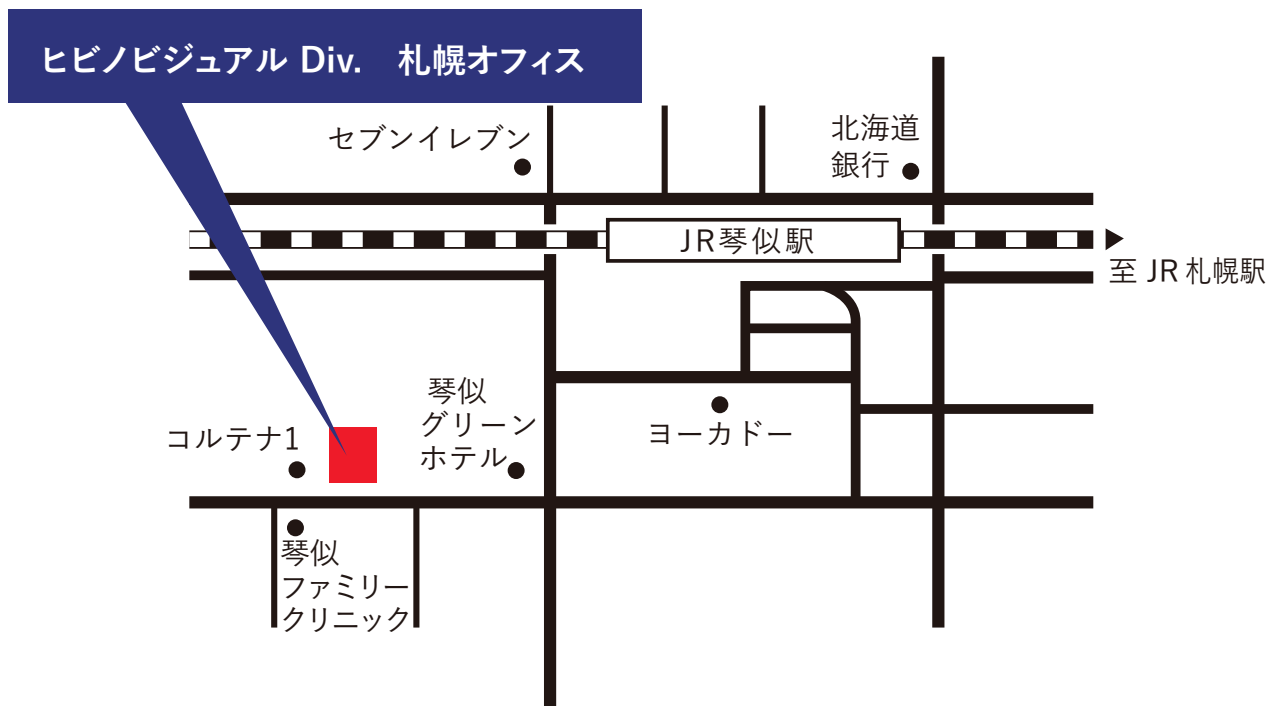 ヒビノビジュアル Div. 札幌オフィス
セブンイレブン
北海道
銀行
JR琴似駅
至 JR 札幌駅
琴似
グリーン
ホテル
コルテナ1
ヨーカドー
琴似
ファミリー
クリニック